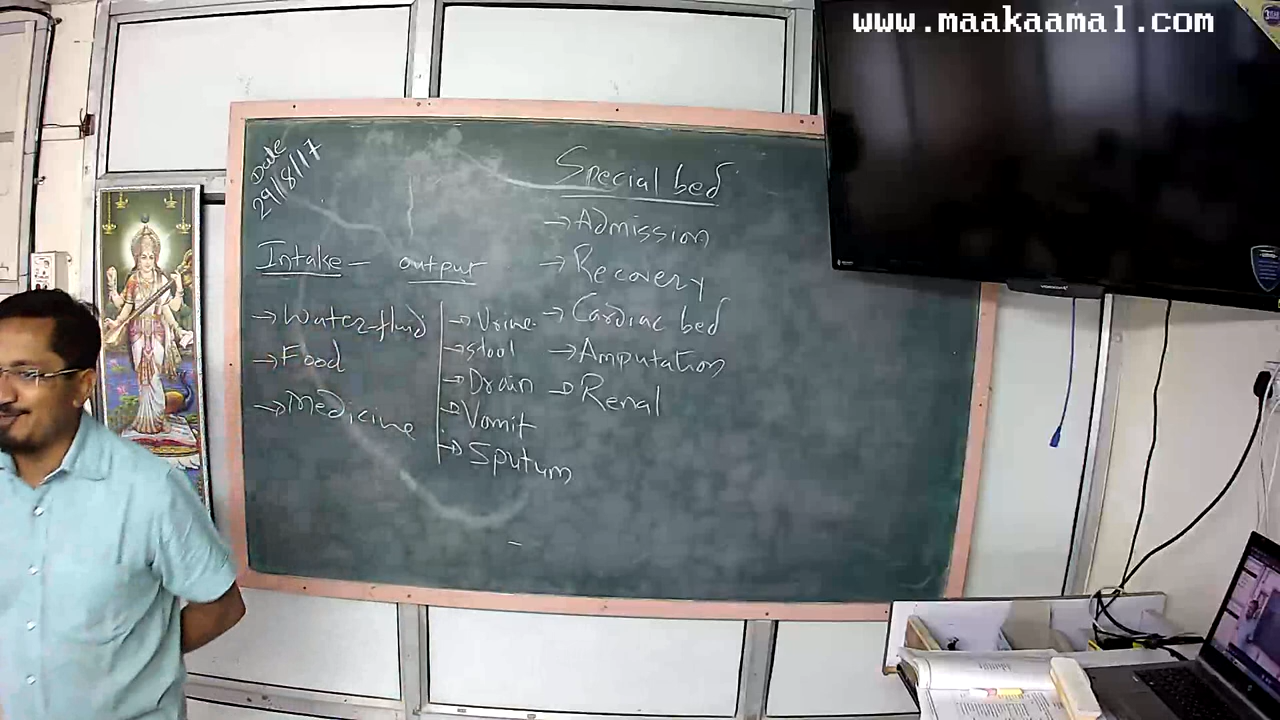 www.maakaamal.com
Date
29/8/17
Special bed
→ Admission
→ Recovery
→ Cardiac bed
→ Amputation
→ Renal
Intake - output
→ Water-fluid
→ Food
→ Medicine
→ Urine
→ Stool
→ Drain
→ Vomit
→ Sputum